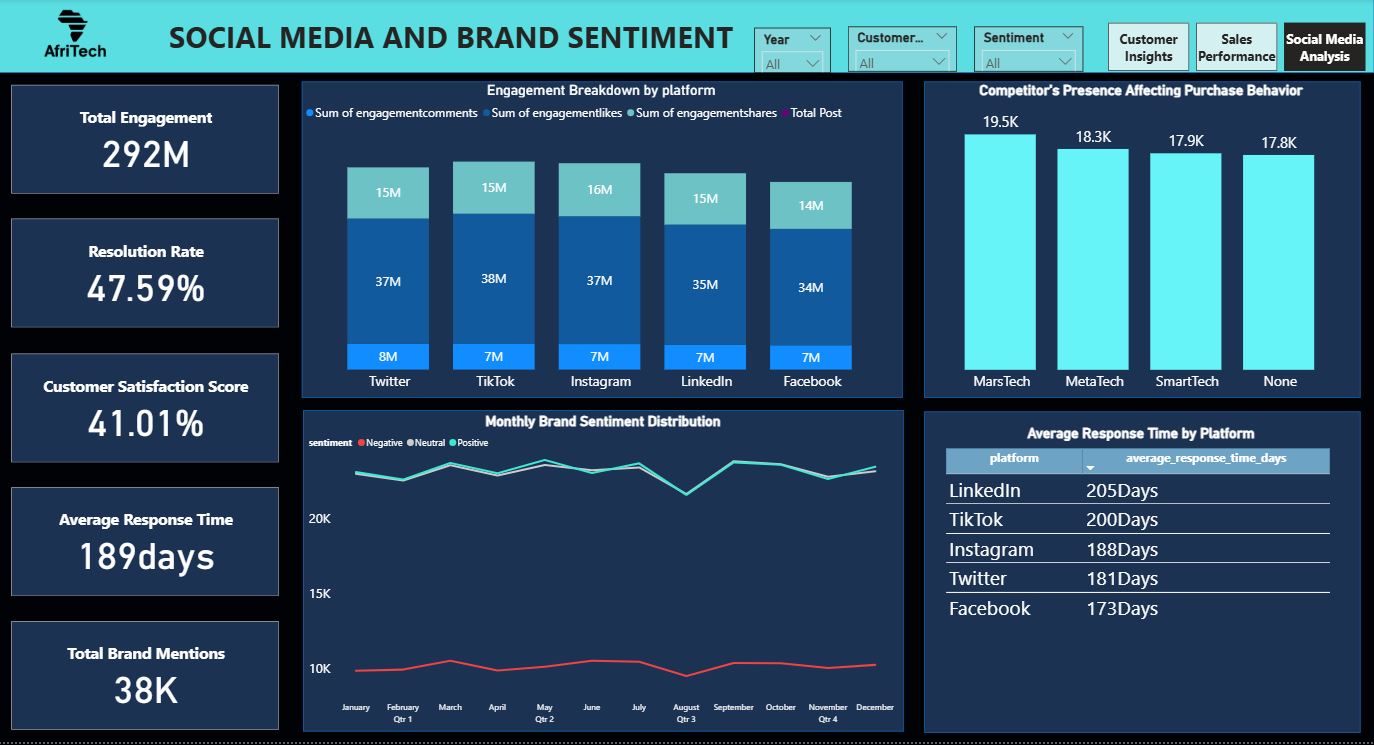 AfriTech
SOCIAL MEDIA AND BRAND SENTIMENT
Year
All
Customer...
All
Sentiment
All
Customer
Insights
Sales
Performance
Social Media
Analysis
Total Engagement
292M
Resolution Rate
47.59%
Customer Satisfaction Score
41.01%
Average Response Time
189days
Total Brand Mentions
38K
Engagement Breakdown by platform
Sum of engagementcomments Sum of engagementlikes Sum of engagementshares Total Post
15M 15M 16M 15M 14M
37M 38M 37M 35M 34M
8M 7M 7M 7M 7M
Twitter TikTok Instagram LinkedIn Facebook
Competitor's Presence Affecting Purchase Behavior
19.5K 18.3K 17.9K 17.8K
MarsTech MetaTech SmartTech None
Monthly Brand Sentiment Distribution
sentiment Negative Neutral Positive
20K
15K
10K
January February March April May June July August September October November December
Qtr 1 Qtr 2 Qtr 3 Qtr 4
Average Response Time by Platform
platform average_response_time_days
LinkedIn 205Days
TikTok 200Days
Instagram 188Days
Twitter 181Days
Facebook 173Days